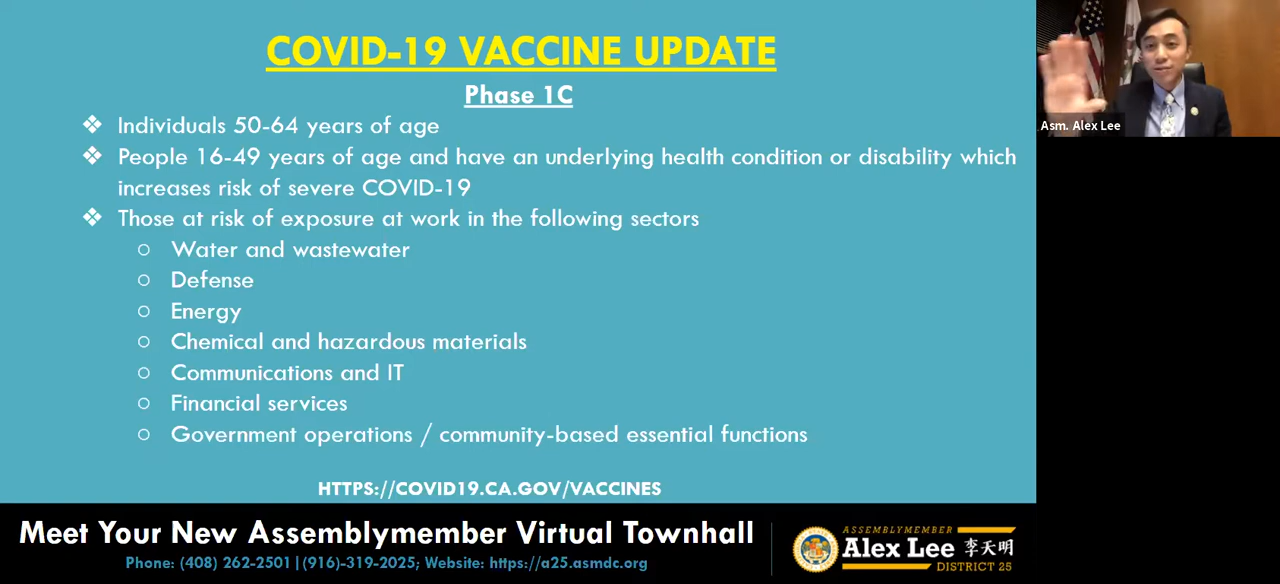 COVID-19 VACCINE UPDATE
Phase 1C
❖ Individuals 50-64 years of age
❖ People 16-49 years of age and have an underlying health condition or disability which
increases risk of severe COVID-19
❖ Those at risk of exposure at work in the following sectors
○ Water and wastewater
○ Defense
○ Energy
○ Chemical and hazardous materials
○ Communications and IT
○ Financial services
○ Government operations / community-based essential functions
HTTPS://COVID19.CA.GOV/VACCINES
Asm. Alex Lee
Meet Your New Assemblymember Virtual Townhall
Phone: (408) 262-2501|(916)-319-2025; Website: https://a25.asmdc.org
ASSEMBLYMEMBER
Alex Lee 李天明
DISTRICT 25